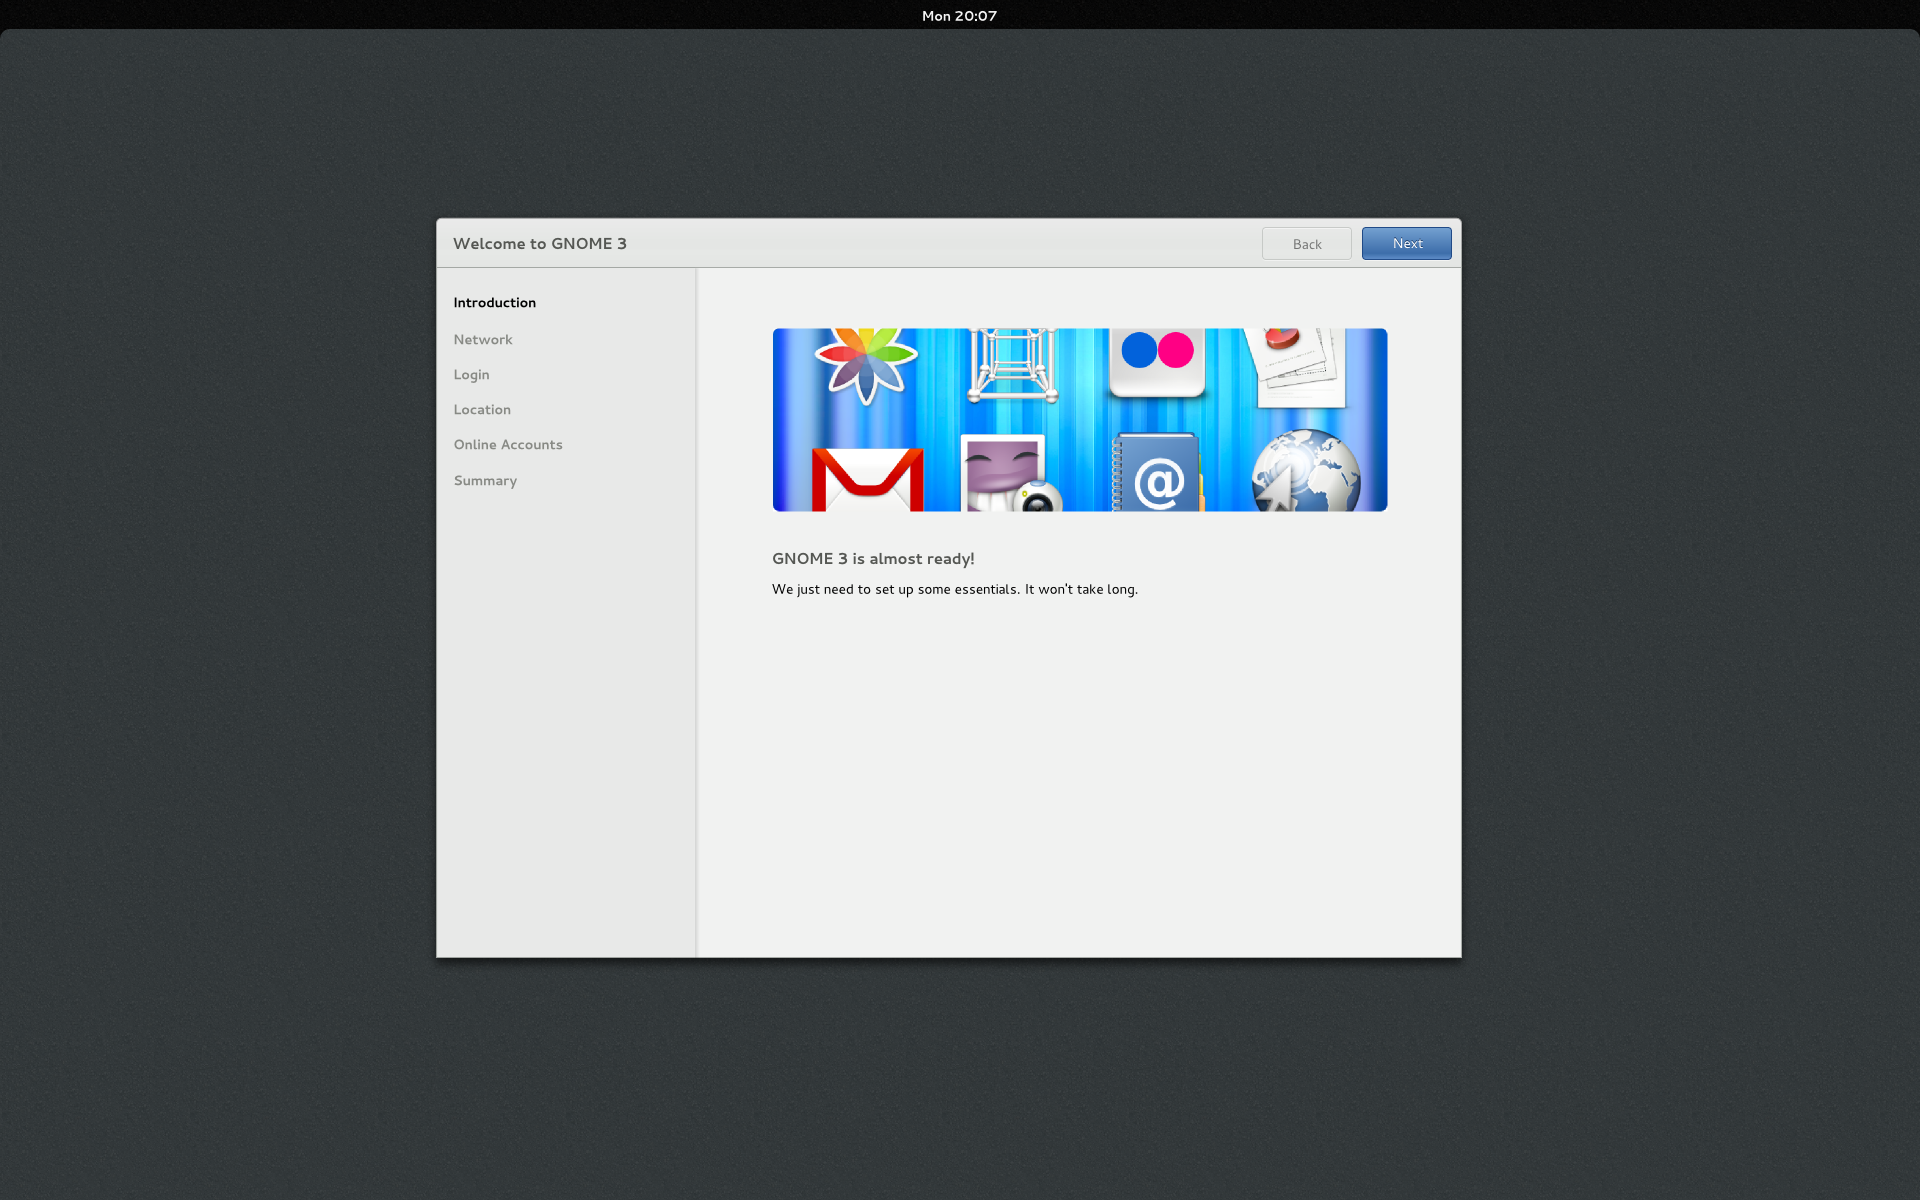 Mon 20:07
Welcome to GNOME 3
Back
Next
Introduction
Network
Login
Location
Online Accounts
Summary
@
GNOME 3 is almost ready!
We just need to set up some essentials. It won't take long.